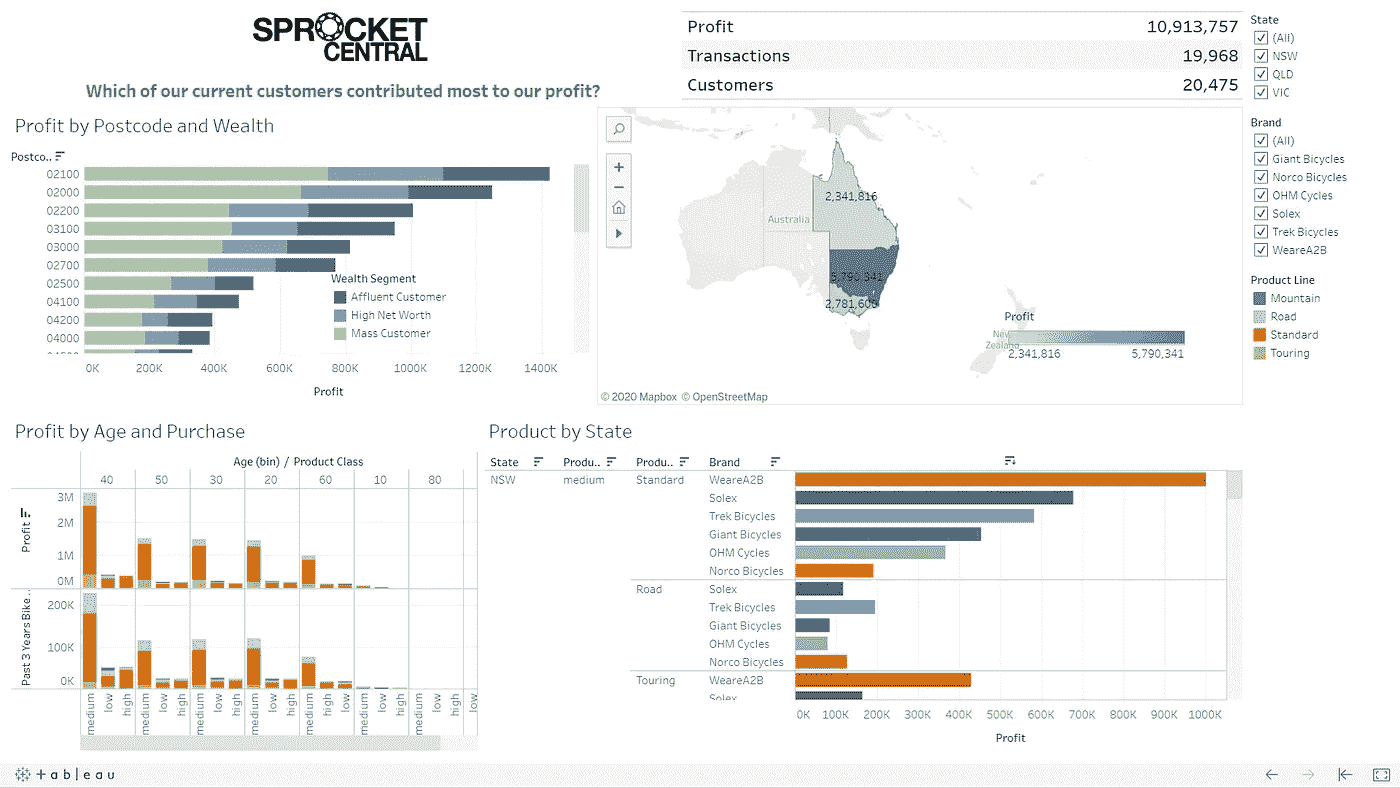 SPROCKET
CENTRAL
Which of our current customers contributed most to our profit?
Profit 10,913,757
Transactions 19,968
Customers 20,475
State
(All)
NSW
QLD
VIC
Brand
(All)
Giant Bicycles
Norco Bicycles
OHM Cycles
Solex
Trek Bicycles
WeareA2B
Product Line
Mountain
Road
Standard
Touring
Profit by Postcode and Wealth
Postco..
02100
02000
02200
03100
03000
02700
02500
04100
04200
04000
Wealth Segment
Affluent Customer
High Net Worth
Mass Customer
0K 200K 400K 600K 800K 1000K 1200K 1400K
Profit
Australia
2,341,816
5,790,341
2,781,600
New
Zealand
Profit
2,341,816 5,790,341
© 2020 Mapbox © OpenStreetMap
Profit by Age and Purchase
Age (bin) / Product Class
40 50 30 20 60 10 80
Profit
3M
2M
1M
0M
Past 3 Years Bike ..
200K
100K
0K
medium low high medium low high medium low high medium low high medium high low medium low high medium low high low
Product by State
State Produ.. Produ.. Brand
NSW medium Standard WeareA2B
Solex
Trek Bicycles
Giant Bicycles
OHM Cycles
Norco Bicycles
Road Solex
Trek Bicycles
Giant Bicycles
OHM Cycles
Norco Bicycles
Touring WeareA2B
Solex
0K 100K 200K 300K 400K 500K 600K 700K 800K 900K 1000K
Profit
+ableau